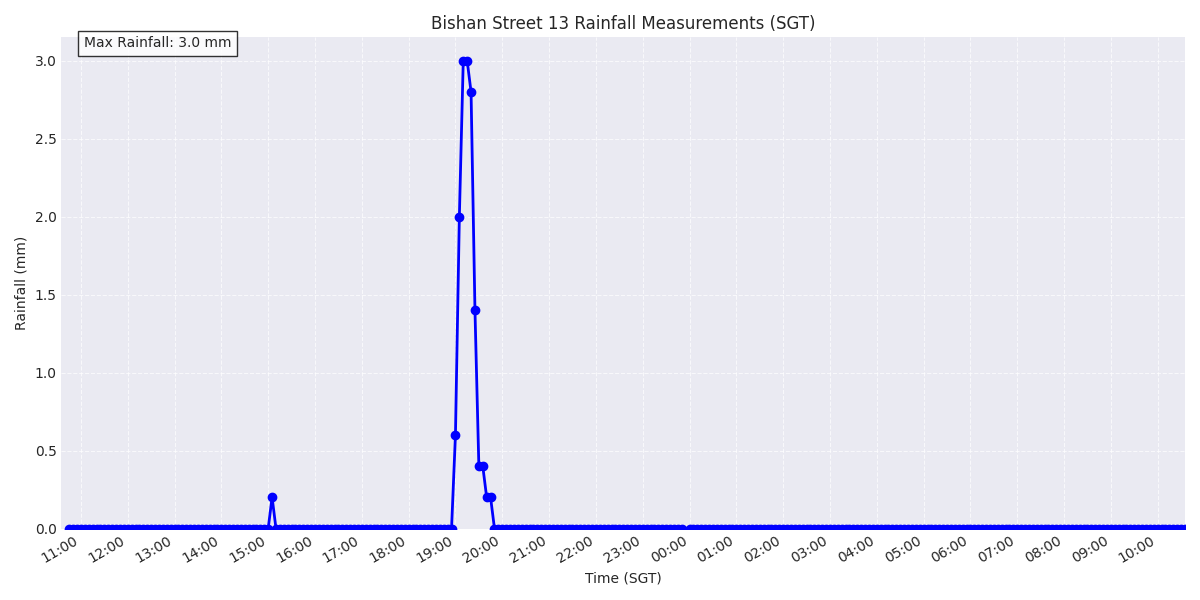 Bishan Street 13 Rainfall Measurements (SGT)
Max Rainfall: 3.0 mm
3.0
2.5
2.0
1.5
1.0
0.5
0.0
Rainfall (mm)
11:00 12:00 13:00 14:00 15:00 16:00 17:00 18:00 19:00 20:00 21:00 22:00 23:00 00:00 01:00 02:00 03:00 04:00 05:00 06:00 07:00 08:00 09:00 10:00
Time (SGT)